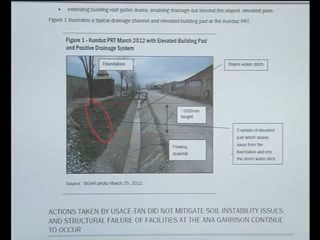 • extending building roof gutter drains, enabling drainage out beyond the sloped, elevated pads.
Figure 1 illustrates a typical drainage channel and elevated building pad at the Kunduz PRT.
Figure 1 - Kunduz PRT March 2012 with Elevated Building Pad
and Positive Drainage System
Foundation
Storm water ditch
~500mm
height
Example of elevated
pad which slopes
away from the
foundation and into
the storm water ditch
Flowing
downhill
Source: SIGAR photo March 25, 2012
ACTIONS TAKEN BY USACE-TAN DID NOT MITIGATE SOIL INSTABILITY ISSUES,
AND STRUCTURAL FAILURE OF FACILITIES AT THE ANA GARRISON CONTINUE
TO OCCUR